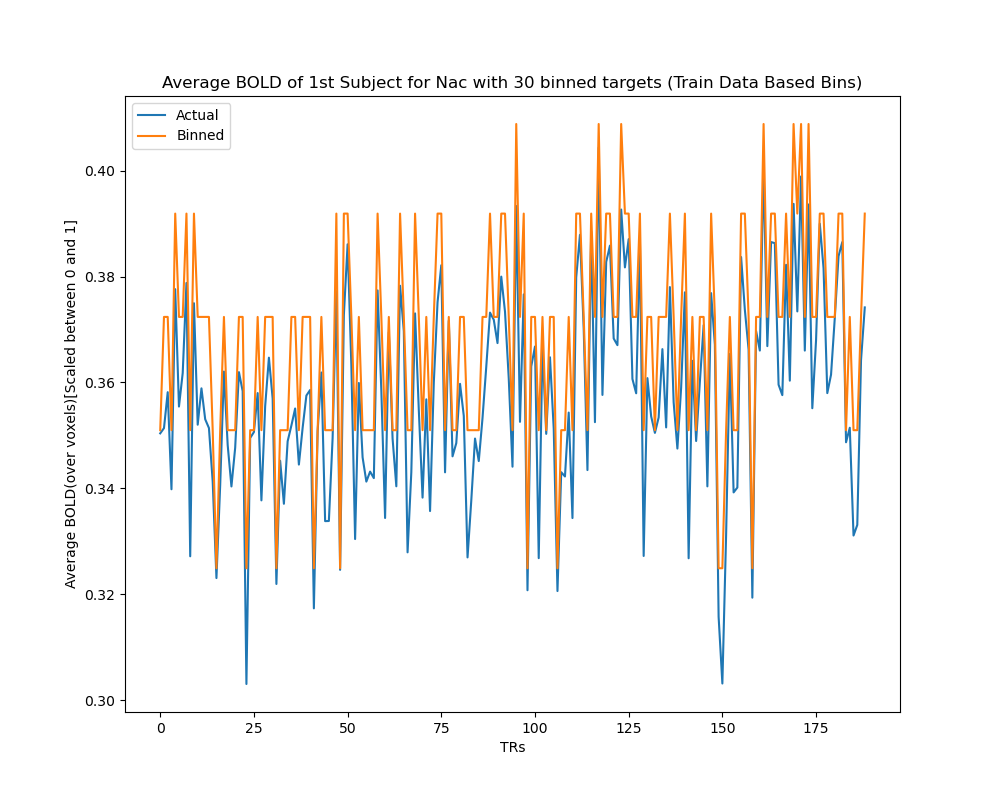 Average BOLD of 1st Subject for Nac with 30 binned targets (Train Data Based Bins)
Actual
Binned
Average BOLD(over voxels)[Scaled between 0 and 1]
0.40
0.38
0.36
0.34
0.32
0.30
0 25 50 75 100 125 150 175
TRs